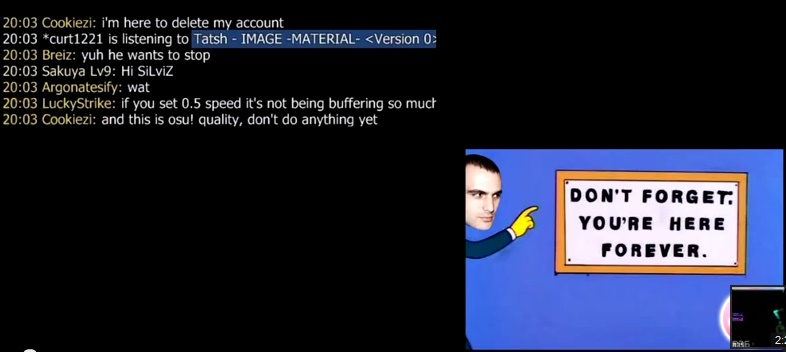 20:03 Cookiezi: i'm here to delete my account
20:03 *curt1221 is listening to Tatsh - IMAGE -MATERIAL- <Version 0>
20:03 Breiz: yuh he wants to stop
20:03 Sakuya Lv9: Hi SiLviZ
20:03 Argonatesify: wat
20:03 LuckyStrike: if you set 0.5 speed it's not being buffering so much
20:03 Cookiezi: and this is osu! quality, don't do anything yet
DON'T FORGET:
YOU'RE HERE
FOREVER.